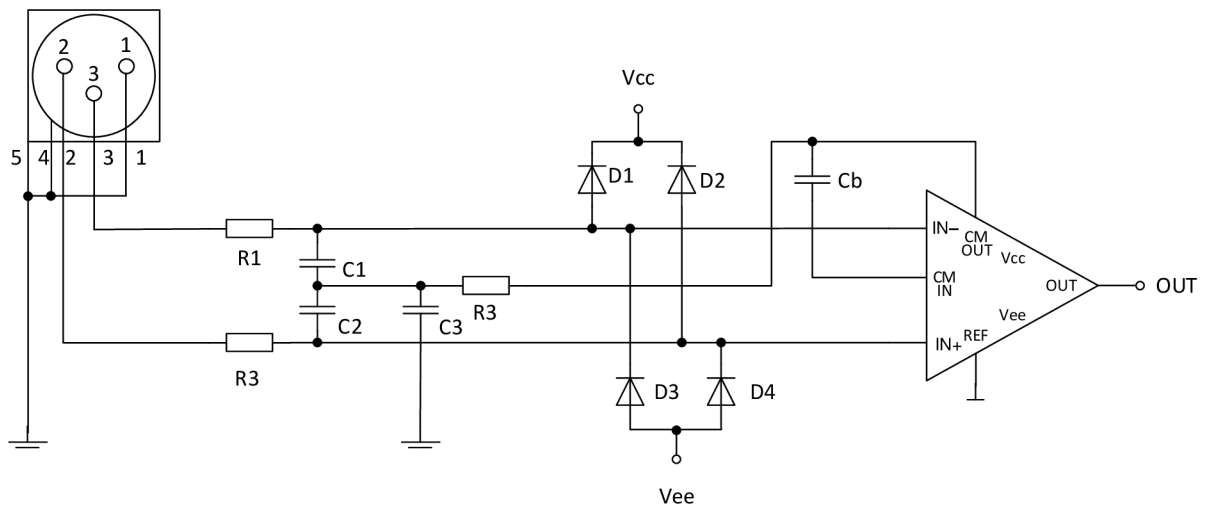 2 1
3
5 4 2 3 1
Vcc
D1 D2
Cb
R1
C1
R3
C2 C3
R3
IN–
CM
OUT
Vcc
CM
IN
OUT
OUT
Vee
IN+ REF
D3 D4
Vee